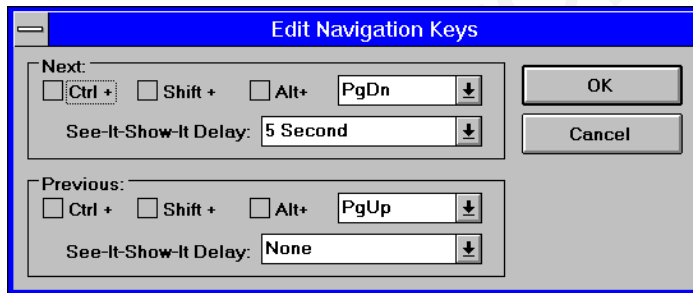 Edit Navigation Keys
Next:
Ctrl + Shift + Alt+ PgDn
See-It-Show-It Delay: 5 Second
OK
Cancel
Previous:
Ctrl + Shift + Alt+ PgUp
See-It-Show-It Delay: None